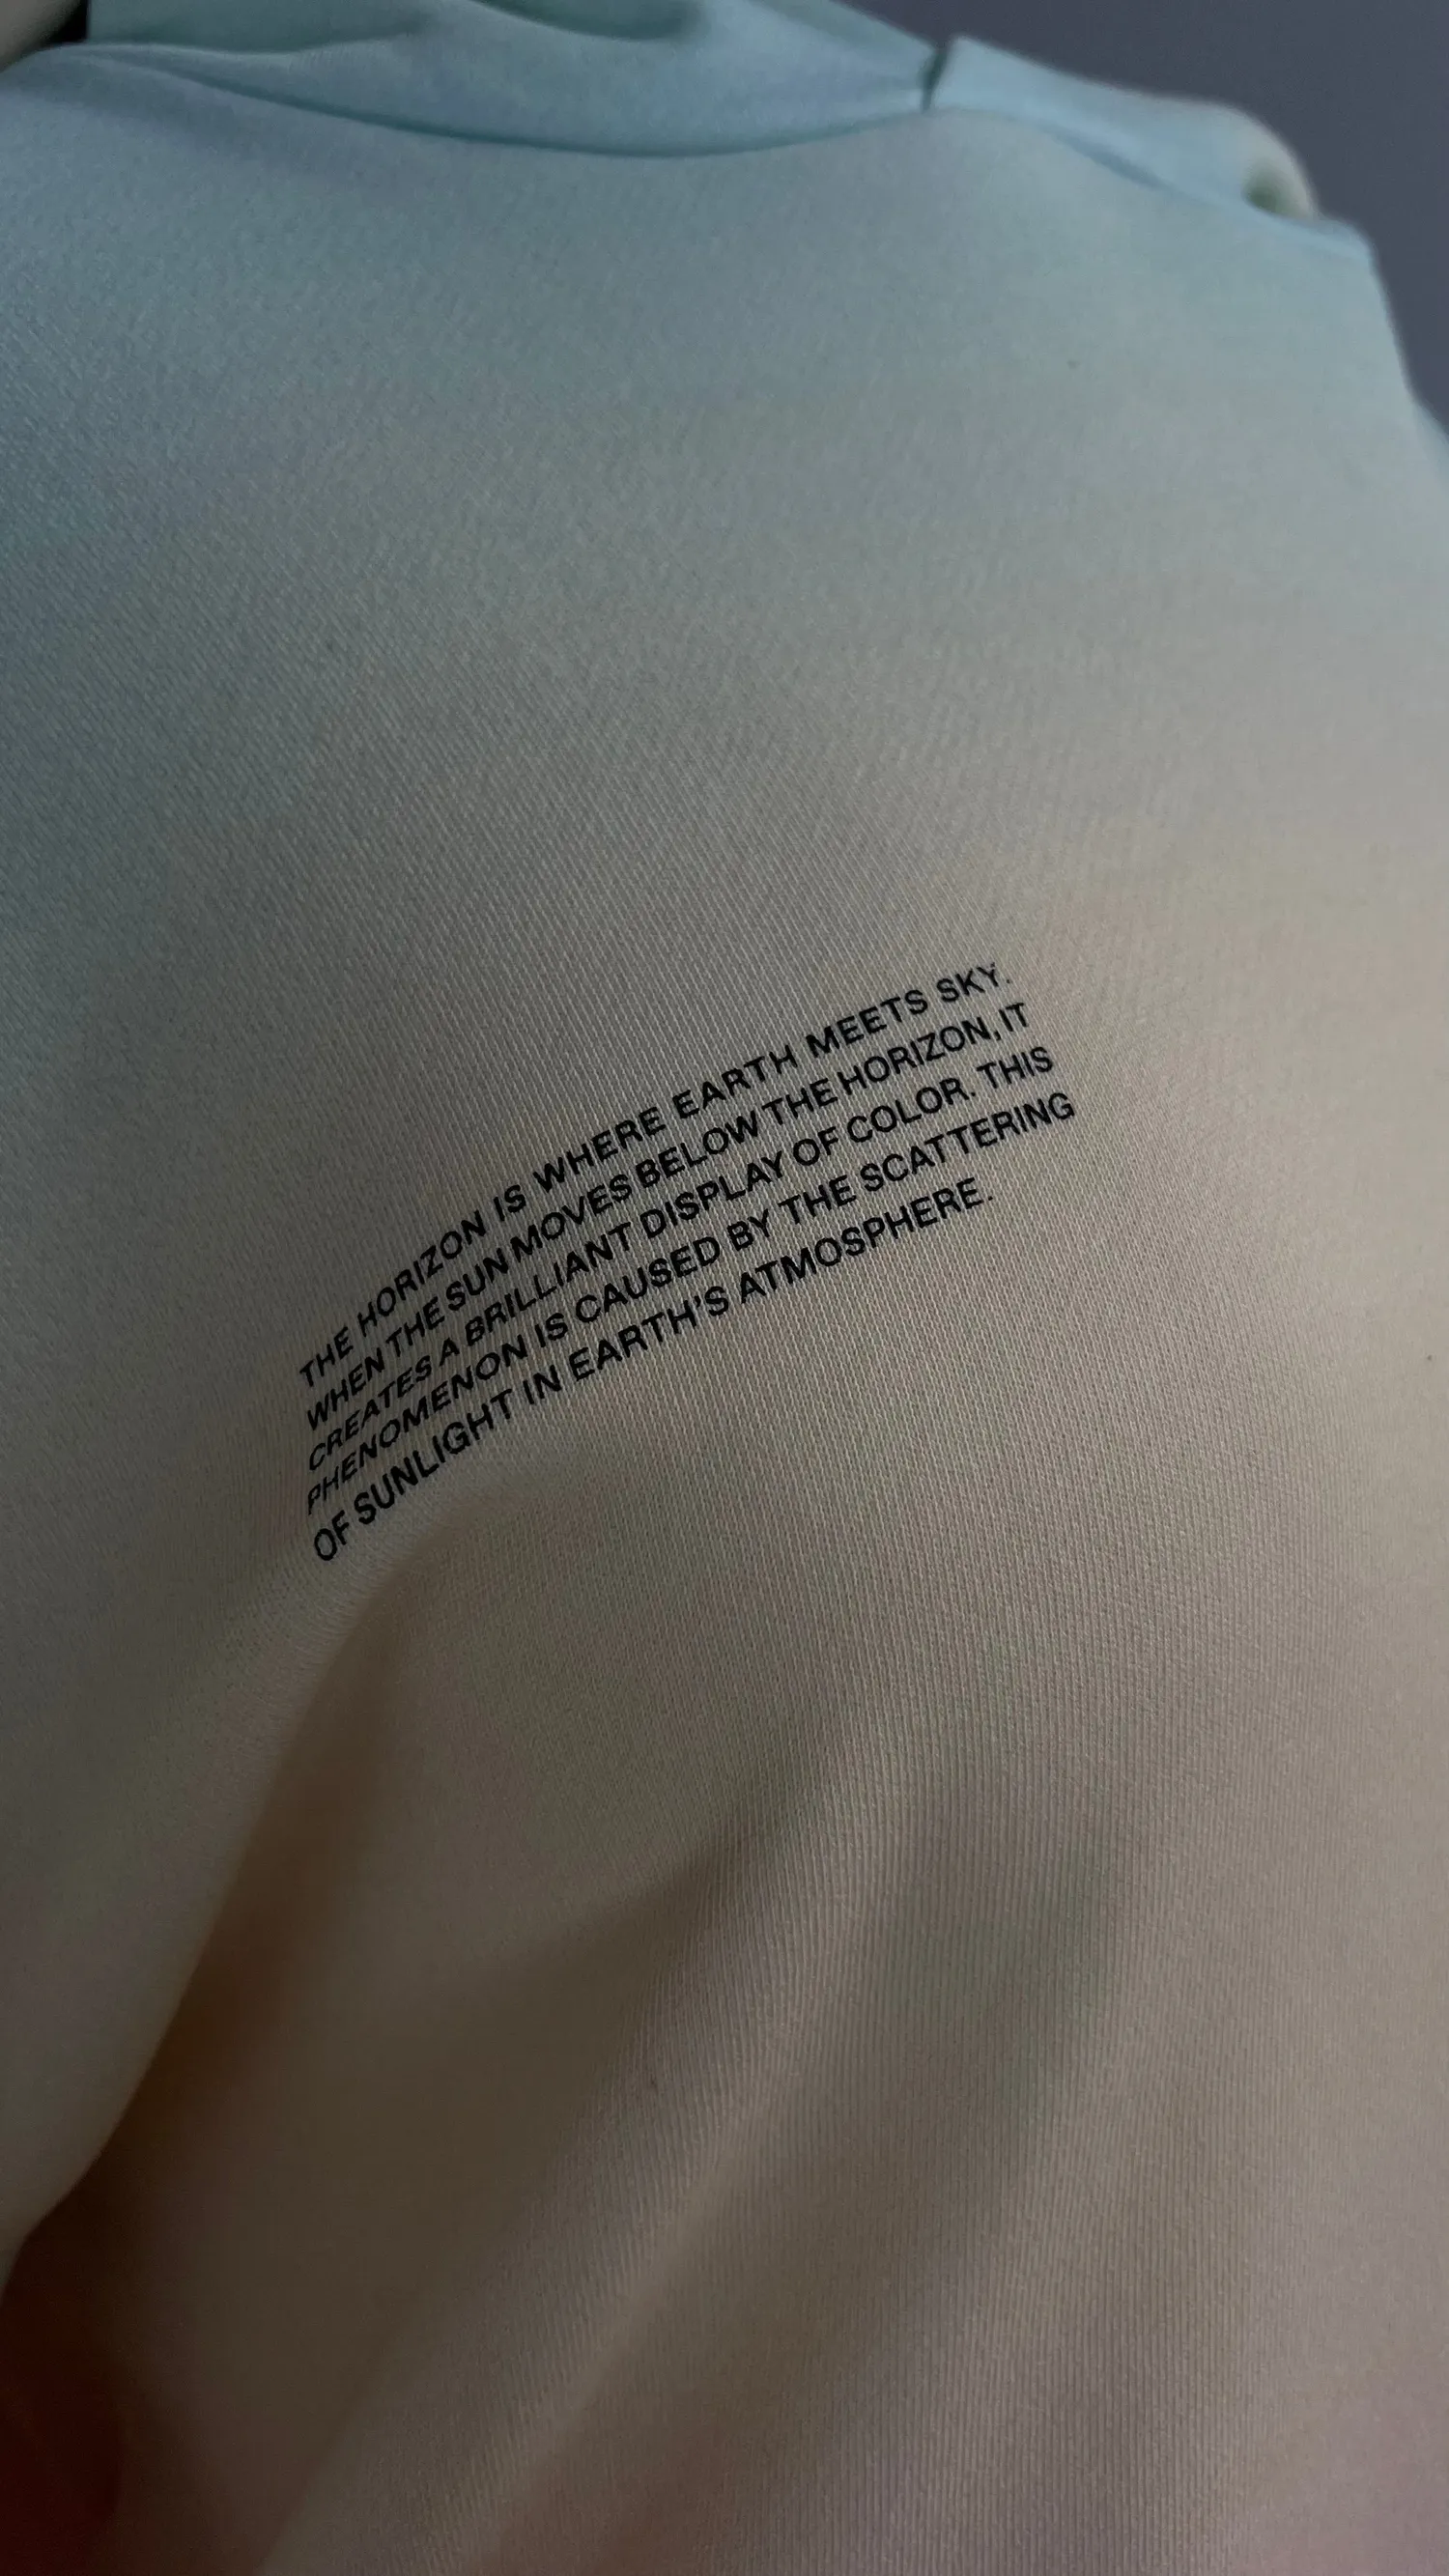 THE HORIZON IS WHERE EARTH MEETS SKY.
WHEN THE SUN MOVES BELOW THE HORIZON, IT
CREATES A BRILLIANT DISPLAY OF COLOR. THIS
PHENOMENON IS CAUSED BY THE SCATTERING
OF SUNLIGHT IN EARTH'S ATMOSPHERE.